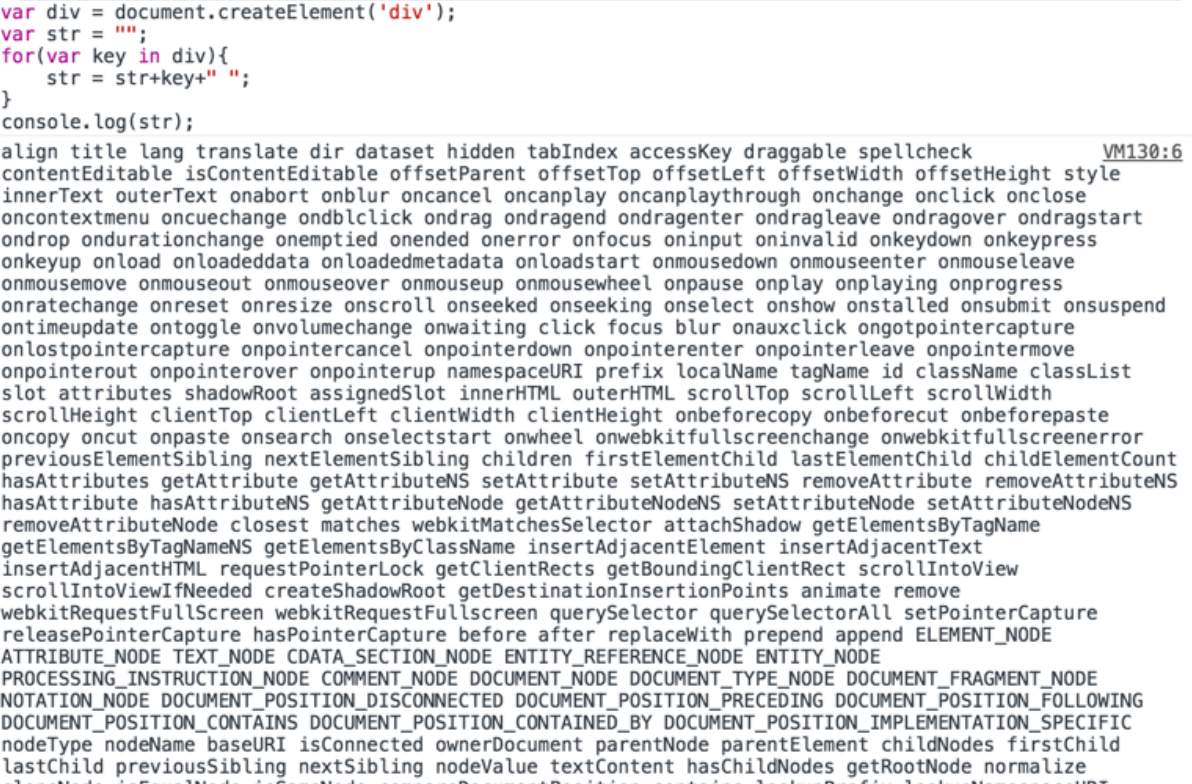 var div = document.createElement('div');
var str = "";
for(var key in div){
    str = str+key+" ";
}
console.log(str);
align title lang translate dir dataset hidden tabIndex accessKey draggable spellcheck VM130:6
contentEditable isContentEditable offsetParent offsetTop offsetLeft offsetWidth offsetHeight style
innerText outerText onabort onblur oncancel oncanplay oncanplaythrough onchange onclick onclose
oncontextmenu oncuechange ondblclick ondrag ondragend ondragenter ondragleave ondragover ondragstart
ondrop ondurationchange onemptied onended onerror onfocus oninput oninvalid onkeydown onkeypress
onkeyup onload onloadeddata onloadedmetadata onloadstart onmousedown onmouseenter onmouseleave
onmousemove onmouseout onmouseover onmouseup onmousewheel onpause onplay onplaying onprogress
onratechange onreset onresize onscroll onseeked onseeking onselect onshow onstalled onsubmit onsuspend
ontimeupdate ontoggle onvolumechange onwaiting click focus blur onauxclick ongotpointercapture
onlostpointercapture onpointercancel onpointerdown onpointerenter onpointerleave onpointermove
onpointerout onpointerover onpointerup namespaceURI prefix localName tagName id className classList
slot attributes shadowRoot assignedSlot innerHTML outerHTML scrollTop scrollLeft scrollWidth
scrollHeight clientTop clientLeft clientWidth clientHeight onbeforecopy onbeforecut onbeforepaste
oncopy oncut onpaste onsearch onselectstart onwheel onwebkitfullscreenchange onwebkitfullscreenerror
previousElementSibling nextElementSibling children firstElementChild lastElementChild childElementCount
hasAttributes getAttribute getAttributeNS setAttribute setAttributeNS removeAttribute removeAttributeNS
hasAttribute hasAttributeNS getAttributeNode getAttributeNodeNS setAttributeNode setAttributeNodeNS
removeAttributeNode closest matches webkitMatchesSelector attachShadow getElementsByTagName
getElementsByTagNameNS getElementsByClassName insertAdjacentElement insertAdjacentText
insertAdjacentHTML requestPointerLock getClientRects getBoundingClientRect scrollIntoView
scrollIntoViewIfNeeded createShadowRoot getDestinationInsertionPoints animate remove
webkitRequestFullScreen webkitRequestFullscreen querySelector querySelectorAll setPointerCapture
releasePointerCapture hasPointerCapture before after replaceWith prepend append ELEMENT_NODE
ATTRIBUTE_NODE TEXT_NODE CDATA_SECTION_NODE ENTITY_REFERENCE_NODE ENTITY_NODE
PROCESSING_INSTRUCTION_NODE COMMENT_NODE DOCUMENT_NODE DOCUMENT_TYPE_NODE DOCUMENT_FRAGMENT_NODE
NOTATION_NODE DOCUMENT_POSITION_DISCONNECTED DOCUMENT_POSITION_PRECEDING DOCUMENT_POSITION_FOLLOWING
DOCUMENT_POSITION_CONTAINS DOCUMENT_POSITION_CONTAINED_BY DOCUMENT_POSITION_IMPLEMENTATION_SPECIFIC
nodeType nodeName baseURI isConnected ownerDocument parentNode parentElement childNodes firstChild
lastChild previousSibling nextSibling nodeValue textContent hasChildNodes getRootNode normalize